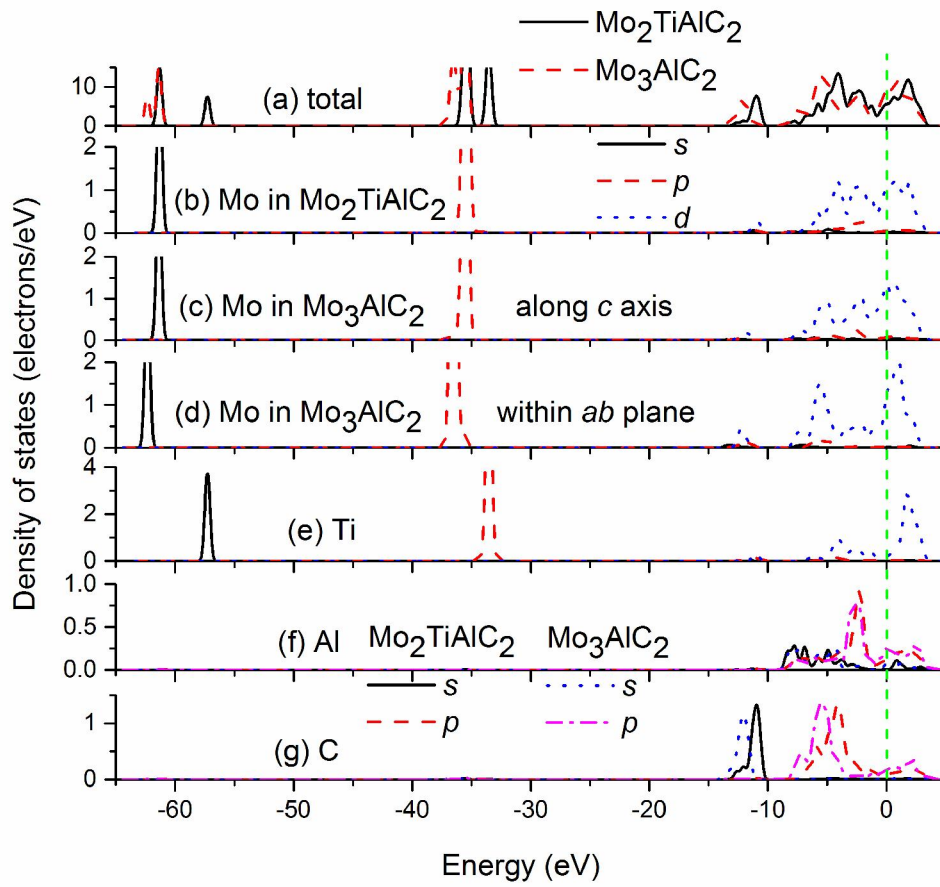 Mo2TiAlC2
Mo3AlC2
10
(a) total
0
2
s
p
d
1
(b) Mo in Mo2TiAlC2
0
2
1
(c) Mo in Mo3AlC2 along c axis
0
2
1
(d) Mo in Mo3AlC2 within ab plane
0
4
2
(e) Ti
0
1.0
0.5
(f) Al Mo2TiAlC2 Mo3AlC2
0.0
s s
p p
1
(g) C
0
-60 -50 -40 -30 -20 -10 0
Energy (eV)
Density of states (electrons/eV)